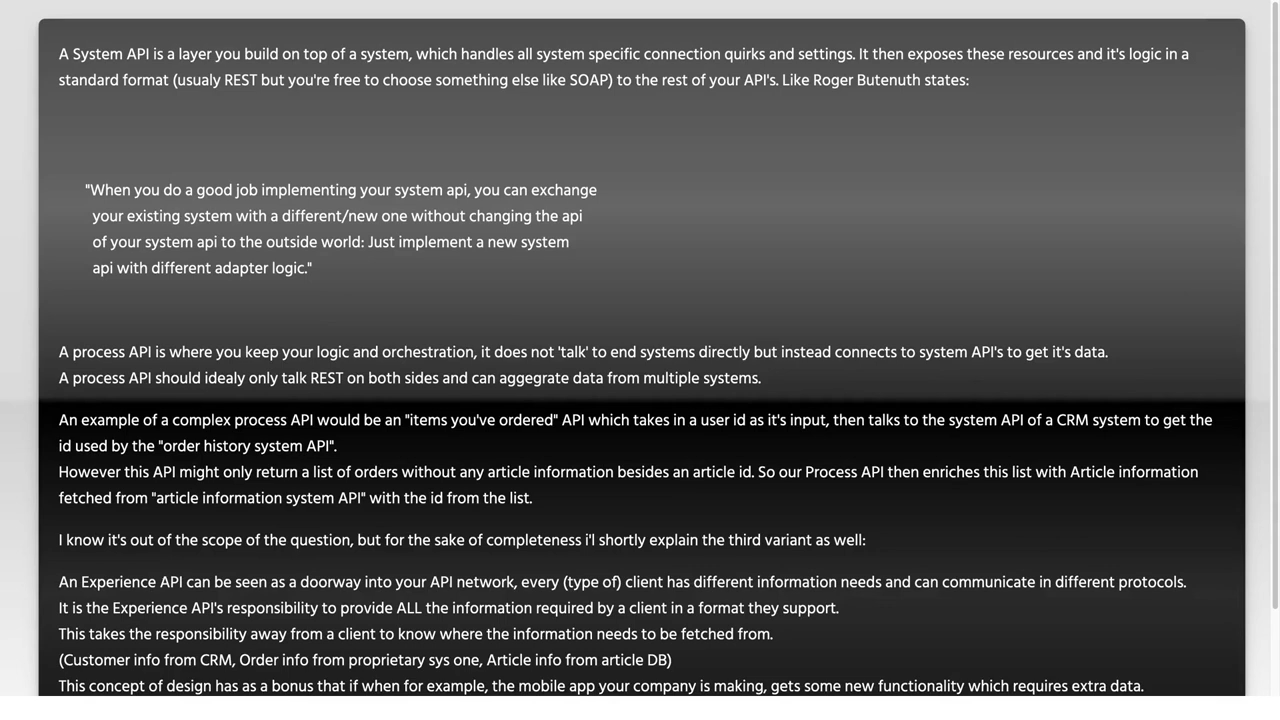 A System API is a layer you build on top of a system, which handles all system specific connection quirks and settings. It then exposes these resources and it's logic in a
standard format (usualy REST but you're free to choose something else like SOAP) to the rest of your API's. Like Roger Butenuth states:
"When you do a good job implementing your system api, you can exchange
your existing system with a different/new one without changing the api
of your system api to the outside world: Just implement a new system
api with different adapter logic."
A process API is where you keep your logic and orchestration, it does not 'talk' to end systems directly but instead connects to system API's to get it's data.
A process API should idealy only talk REST on both sides and can aggegrate data from multiple systems.
An example of a complex process API would be an "items you've ordered" API which takes in a user id as it's input, then talks to the system API of a CRM system to get the
id used by the "order history system API".
However this API might only return a list of orders without any article information besides an article id. So our Process API then enriches this list with Article information
fetched from "article information system API" with the id from the list.
I know it's out of the scope of the question, but for the sake of completeness i'l shortly explain the third variant as well:
An Experience API can be seen as a doorway into your API network, every (type of) client has different information needs and can communicate in different protocols.
It is the Experience API's responsibility to provide ALL the information required by a client in a format they support.
This takes the responsibility away from a client to know where the information needs to be fetched from.
(Customer info from CRM, Order info from proprietary sys one, Article info from article DB)
This concept of design has as a bonus that if when for example, the mobile app your company is making, gets some new functionality which requires extra data.